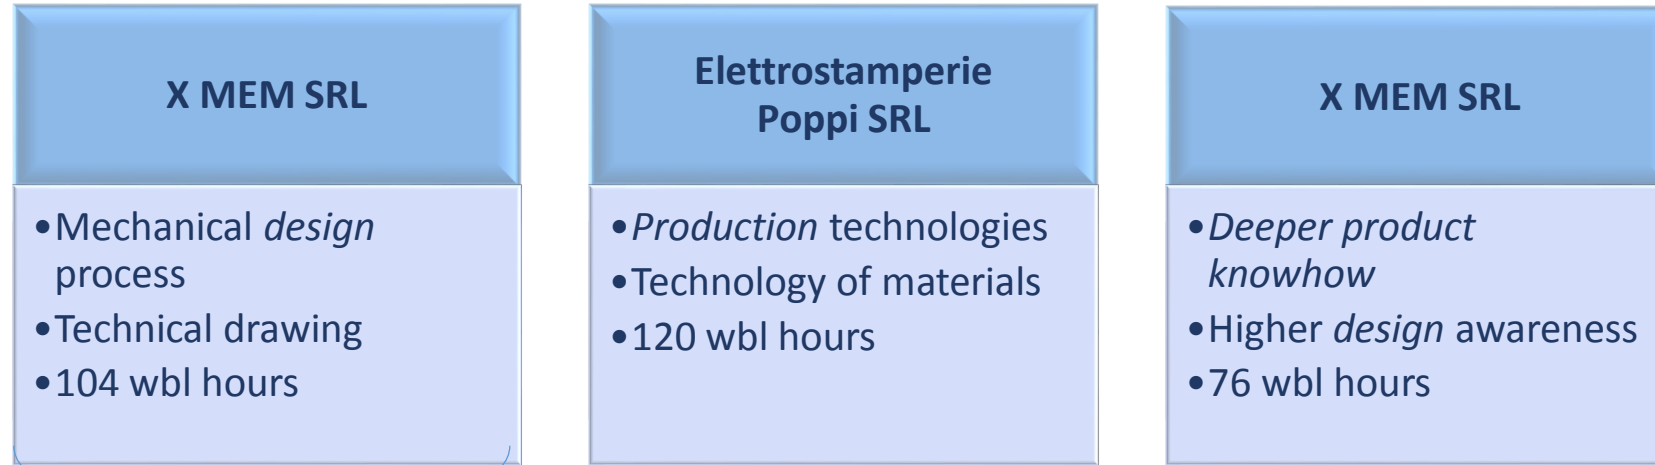 X MEM SRL
•Mechanical design
process
•Technical drawing
•104 wbl hours
Elettrostamperie
Poppi SRL
•Production technologies
•Technology of materials
•120 wbl hours
X MEM SRL
•Deeper product
knowhow
•Higher design awareness
•76 wbl hours